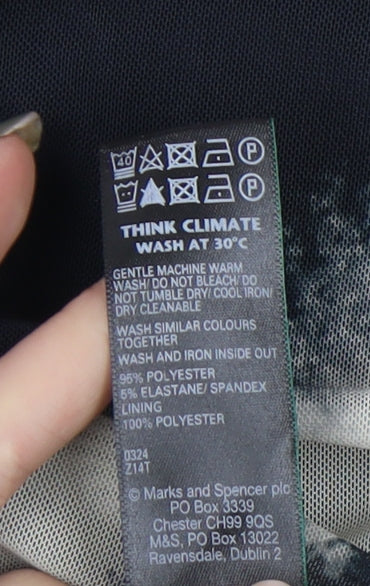 40 P
P
THINK CLIMATE
WASH AT 30°C
GENTLE MACHINE WARM
WASH/ DO NOT BLEACH/ DO
NOT TUMBLE DRY/ COOL IRON/
DRY CLEANABLE
WASH SIMILAR COLOURS
TOGETHER
WASH AND IRON INSIDE OUT
95% POLYESTER
5% ELASTANE/ SPANDEX
LINING
100% POLYESTER
0324
Z14T
© Marks and Spencer plc
PO Box 3339
Chester CH99 9QS
M&S, PO Box 13022
Ravensdale, Dublin 2